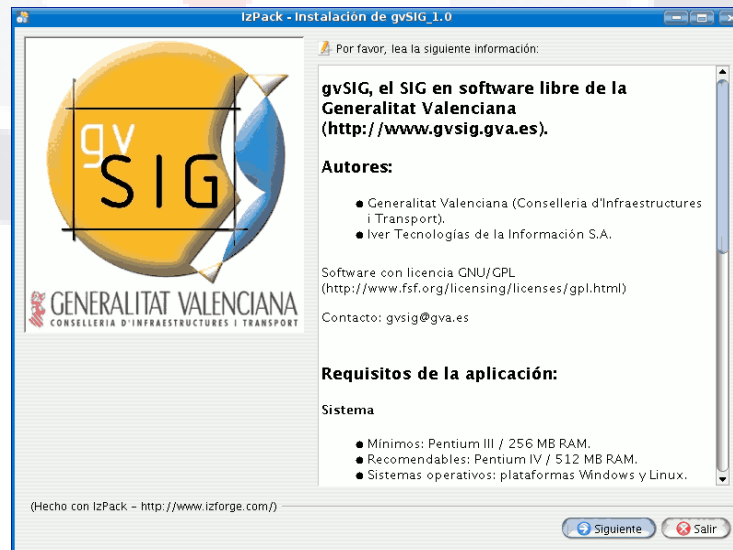 IzPack - Instalación de gvSIG_1.0
gv
SIG
GENERALITAT VALENCIANA
CONSELLERIA D'INFRAESTRUCTURES I TRANSPORT
Por favor, lea la siguiente información:
gvSIG, el SIG en software libre de la
Generalitat Valenciana
(http://www.gvsig.gva.es).
Autores:
Generalitat Valenciana (Conselleria d'Infraestructures
i Transport).
Iver Tecnologías de la Información S.A.
Software con licencia GNU/GPL
(http://www.fsf.org/licensing/licenses/gpl.html)
Contacto: gvsig@gva.es
Requisitos de la aplicación:
Sistema
Mínimos: Pentium III / 256 MB RAM.
Recomendables: Pentium IV / 512 MB RAM.
Sistemas operativos: plataformas Windows y Linux.
(Hecho con IzPack - http://www.izforge.com/)
Siguiente
Salir